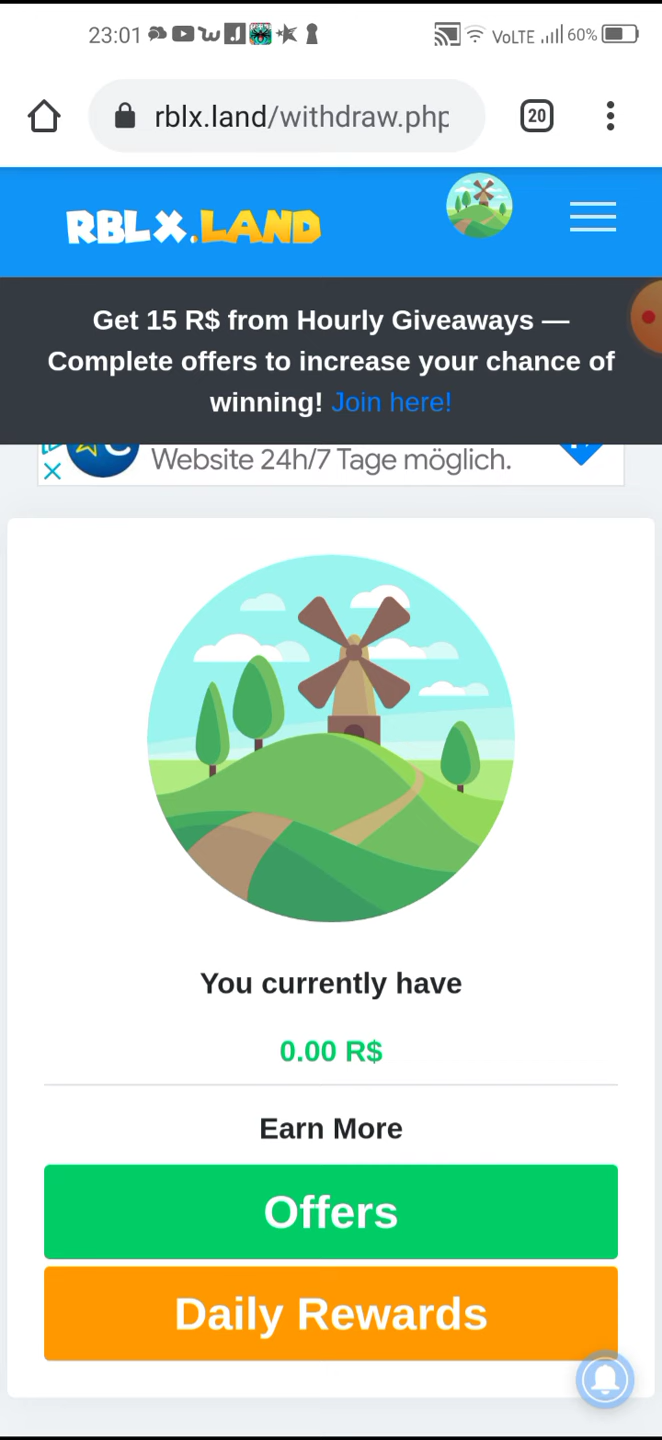 23:01
VoLTE 60%
rblx.land/withdraw.php
20
RBLX.LAND
Get 15 R$ from Hourly Giveaways —
Complete offers to increase your chance of
winning! Join here!
Website 24h/7 Tage möglich.
You currently have
0.00 R$
Earn More
Offers
Daily Rewards